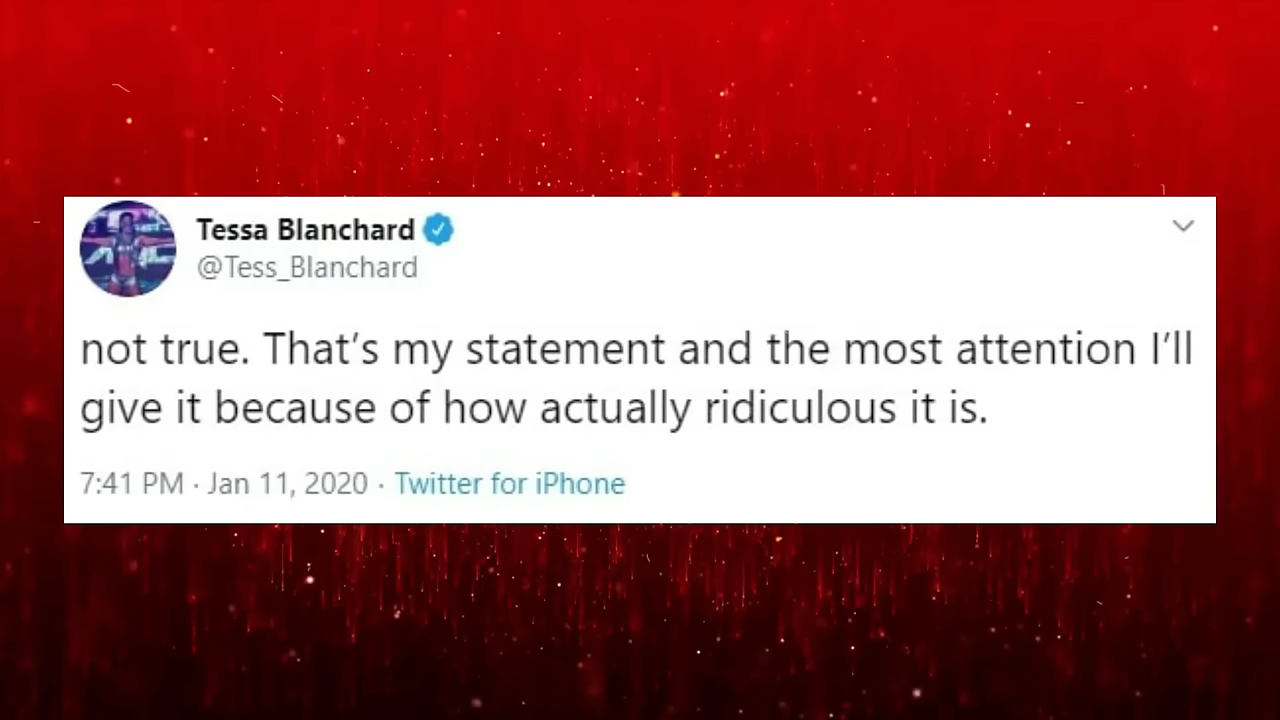 Tessa Blanchard
@Tess_Blanchard
not true. That’s my statement and the most attention I’ll
give it because of how actually ridiculous it is.
7:41 PM · Jan 11, 2020 · Twitter for iPhone